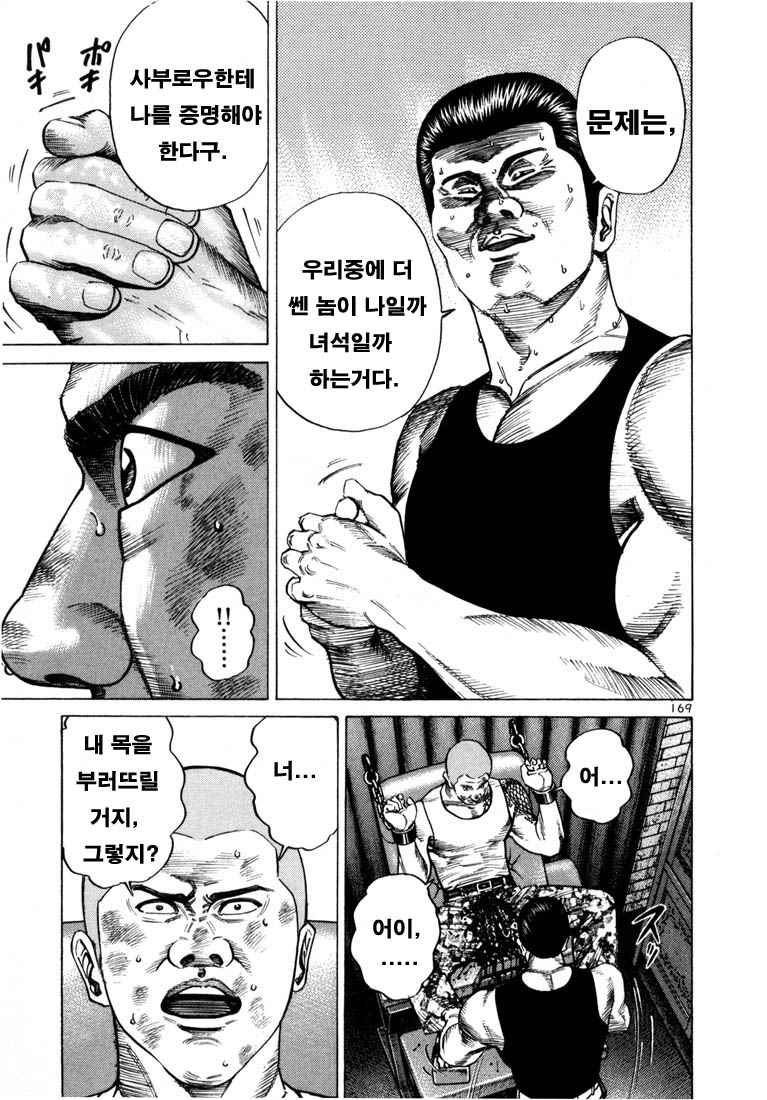 문제는,
우리중에 더
쎈 놈이 나일까
녀석일까
하는거다.
사부로우한테
나를 증명해야
한다구.
パキ
ポキ
!!……
169
어...
어이,
.....
スッ
너...
내 목을
부러뜨릴
거지,
그렇지?